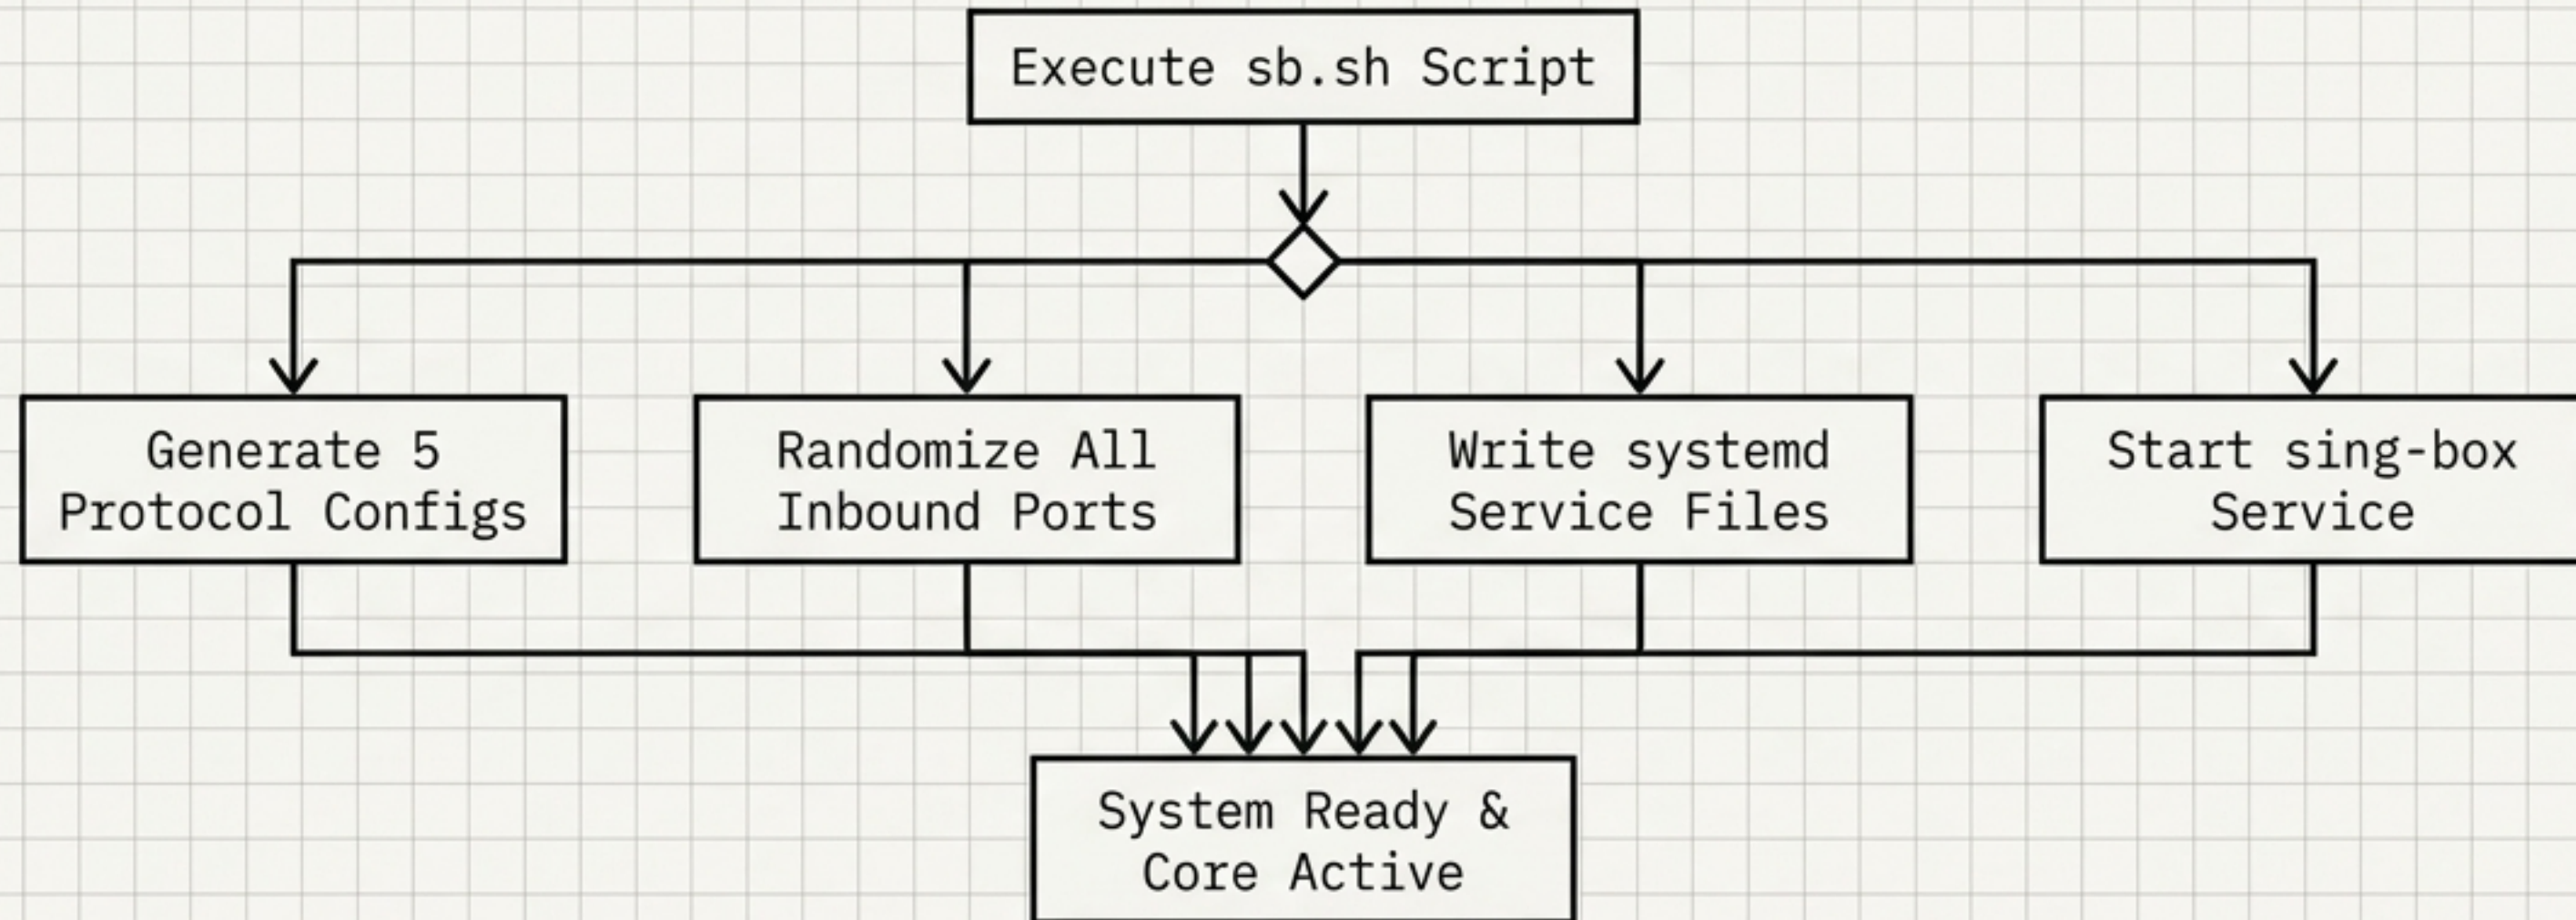 Execute sb.sh Script
Generate 5
Protocol Configs
Randomize All
Inbound Ports
Write systemd
Service Files
Start sing-box
Service
System Ready &
Core Active